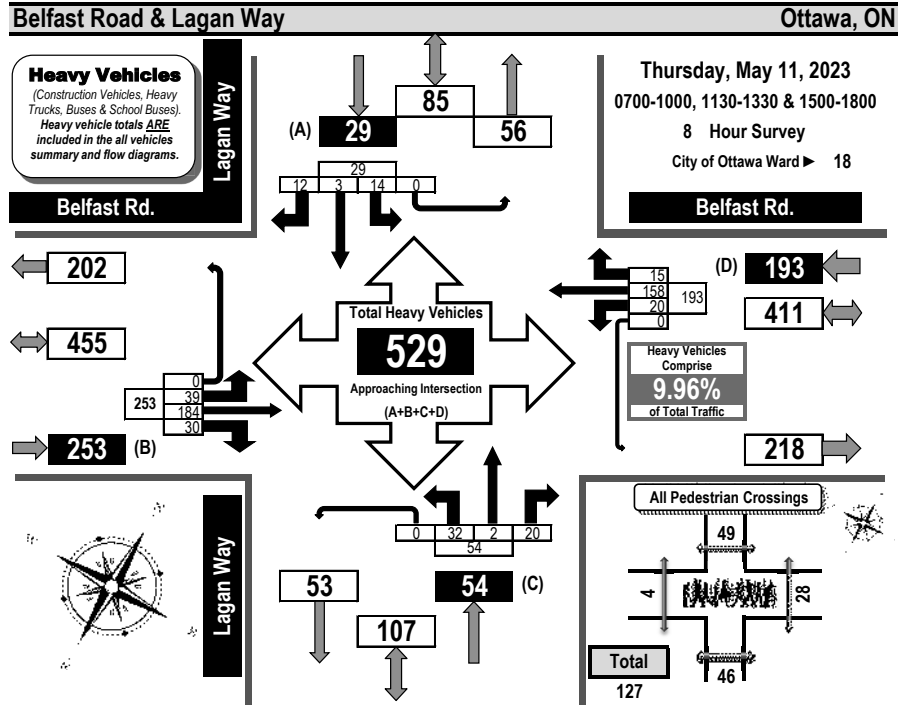 Belfast Road & Lagan Way
Ottawa, ON
Heavy Vehicles
(Construction Vehicles, Heavy
Trucks, Buses & School Buses).
Heavy vehicle totals ARE
included in the all vehicles
summary and flow diagrams.
Lagan Way
Belfast Rd.
85
(A)
29
56
29
12
3
14
0
Thursday, May 11, 2023
0700-1000, 1130-1330 & 1500-1800
8 Hour Survey
City of Ottawa Ward ► 18
Belfast Rd.
202
455
0
39
184
30
253
253
(B)
Total Heavy Vehicles
529
Approaching Intersection
(A+B+C+D)
15
158
20
0
193
(D)
193
411
Heavy Vehicles
Comprise
9.96%
of Total Traffic
218
0
32
2
20
54
53
54
(C)
107
Lagan Way
All Pedestrian Crossings
49
4
28
46
Total
127